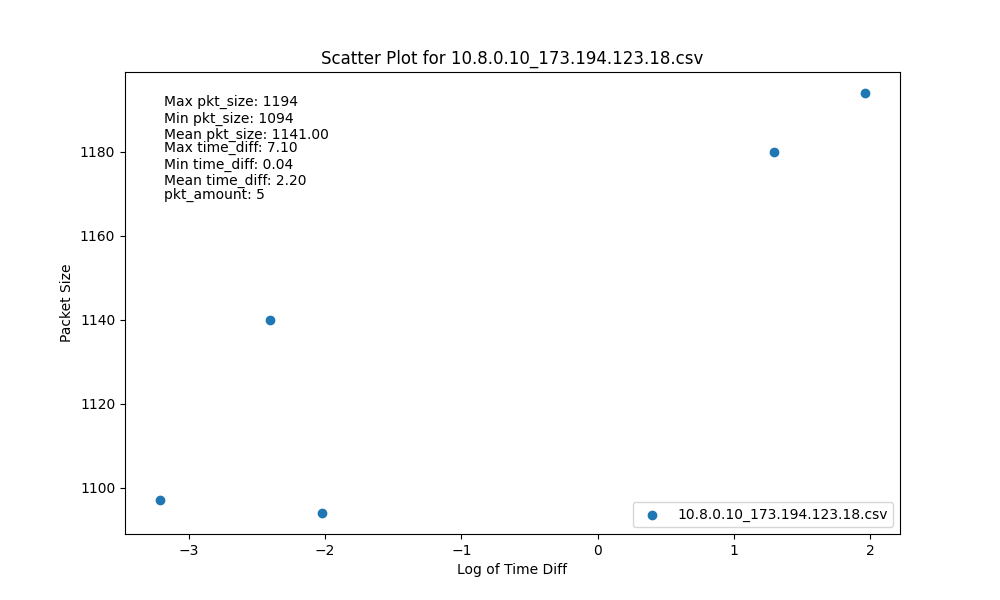 Scatter Plot for 10.8.0.10_173.194.123.18.csv
Max pkt_size: 1194
Min pkt_size: 1094
Mean pkt_size: 1141.00
Max time_diff: 7.10
Min time_diff: 0.04
Mean time_diff: 2.20
pkt_amount: 5
Packet Size
1180
1160
1140
1120
1100
10.8.0.10_173.194.123.18.csv
−3 −2 −1 0 1 2
Log of Time Diff